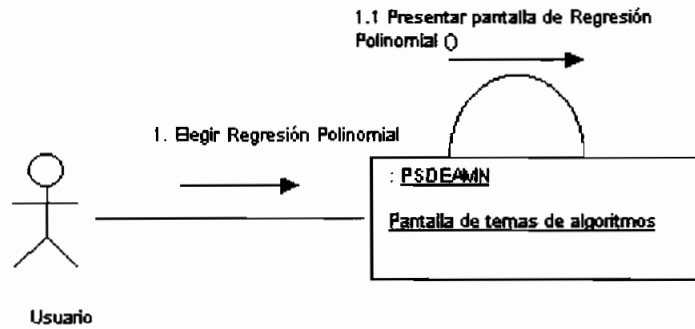 1.1 Presentar pantalla de Regresión
Polinomial ()
1. Elegir Regresión Polinomial
: PSDEAMN
Pantalla de temas de algoritmos
Usuario